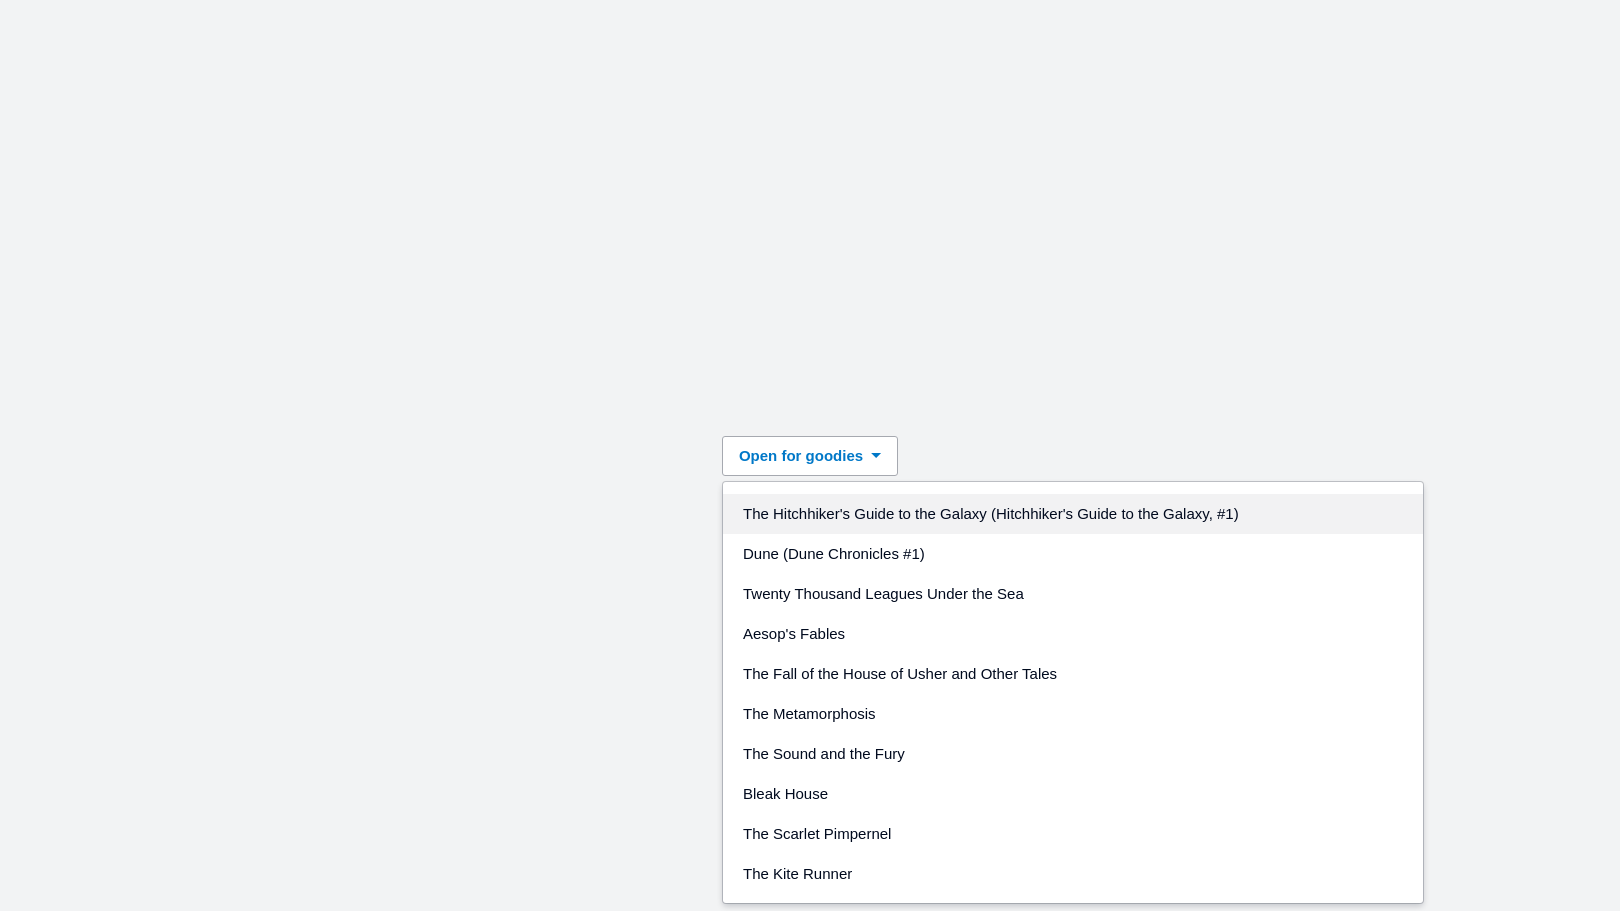 Open for goodies
The Hitchhiker's Guide to the Galaxy (Hitchhiker's Guide to the Galaxy, #1)
Dune (Dune Chronicles #1)
Twenty Thousand Leagues Under the Sea
Aesop's Fables
The Fall of the House of Usher and Other Tales
The Metamorphosis
The Sound and the Fury
Bleak House
The Scarlet Pimpernel
The Kite Runner